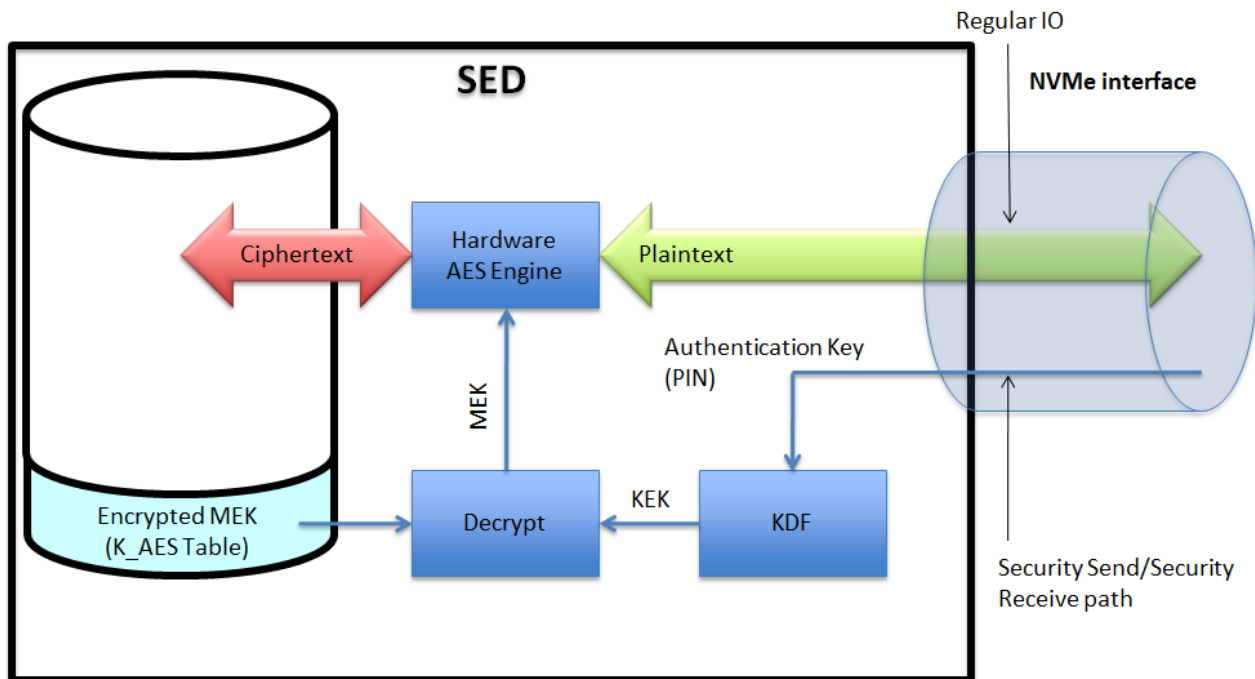 Regular IO
SED
NVMe interface
Ciphertext
Hardware
AES Engine
Plaintext
Authentication Key
(PIN)
MEK
Encrypted MEK
(K_AES Table)
Decrypt
KEK
KDF
Security Send/Security
Receive path